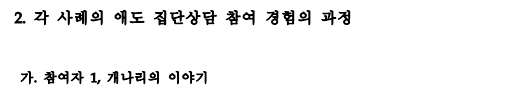 2. 각 사례의 애도 집단상담 참여 경험의 과정
가. 참여자 1, 개나리의 이야기